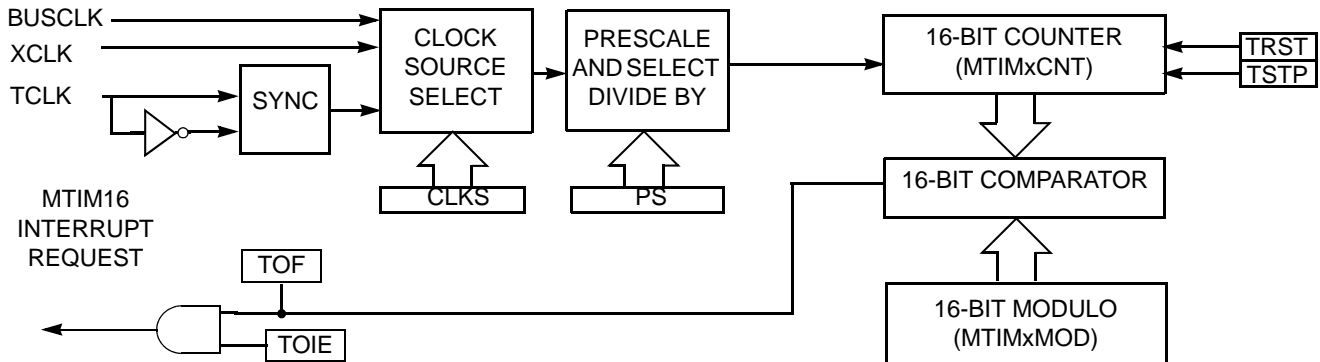 BUSCLK
XCLK
TCLK
SYNC
CLOCK
SOURCE
SELECT
PRESCALE
AND SELECT
DIVIDE BY
16-BIT COUNTER
(MTIMxCNT)
TRST
TSTP
CLKS
PS
16-BIT COMPARATOR
MTIM16
INTERRUPT
REQUEST
TOF
TOIE
16-BIT MODULO
(MTIMxMOD)